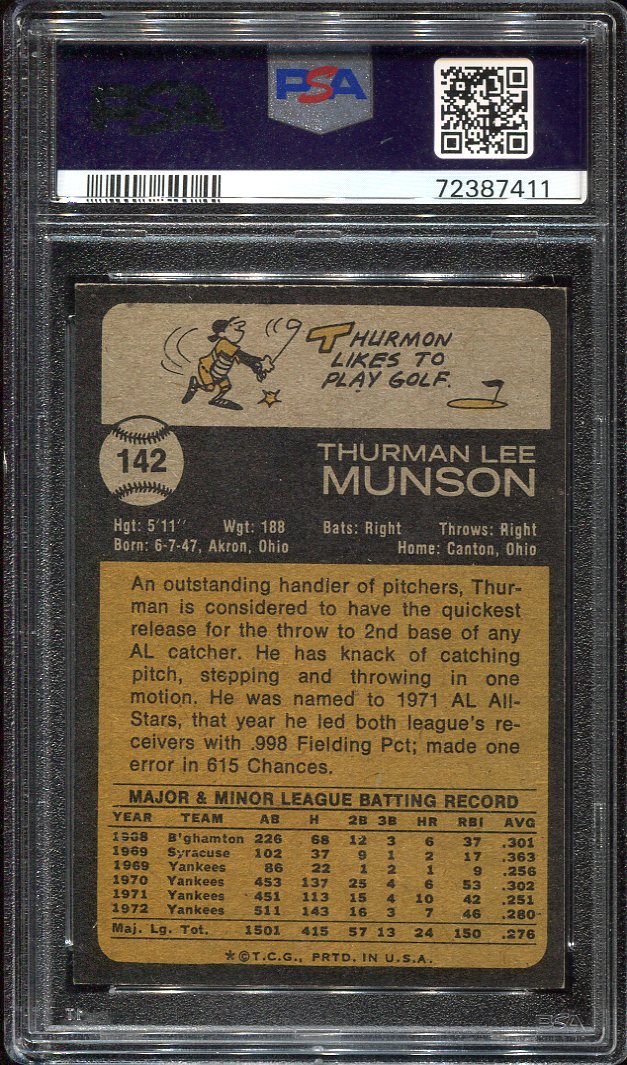 PSA
PSA
72387411
THURMON
LIKES TO
PLAY GOLF.
142
THURMAN LEE
MUNSON
Hgt: 5'11" Wgt: 188 Bats: Right Throws: Right
Born: 6-7-47, Akron, Ohio Home: Canton, Ohio
An outstanding handler of pitchers, Thur-
man is considered to have the quickest
release for the throw to 2nd base of any
AL catcher. He has knack of catching
pitch, stepping and throwing in one
motion. He was named to 1971 AL All-
Stars, that year he led both league's re-
ceivers with .998 Fielding Pct; made one
error in 615 Chances.
MAJOR & MINOR LEAGUE BATTING RECORD
YEAR TEAM AB H 2B 3B HR RBI AVG
1968 B'ghamton 226 68 12 3 6 37 .301
1969 Syracuse 102 37 9 1 2 17 .363
1969 Yankees 86 22 1 2 1 9 .256
1970 Yankees 453 137 25 4 6 53 .302
1971 Yankees 451 113 15 4 10 42 .251
1972 Yankees 511 143 16 3 7 46 .280
Maj. Lg. Tot. 1501 415 57 13 24 150 .276
*©T.C.G., PRTD. IN U.S.A.
PSA